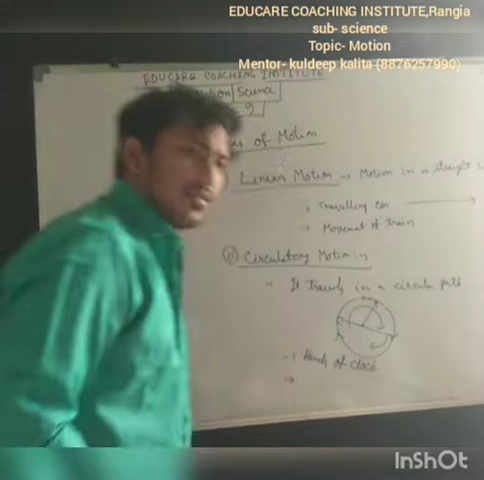 EDUCARE COACHING INSTITUTE,Rangia
sub- science
Topic- Motion
Mentor- kuldeep kalita (8876257990)
EDUCARE COACHING INSTITUTE
Science
9
of Motion
Linear Motion → Motion in a straight
Travelling car
Movement of train
(ii) Circulatory Motion:-
It travels in a circular path
Hands of clock
InShOt